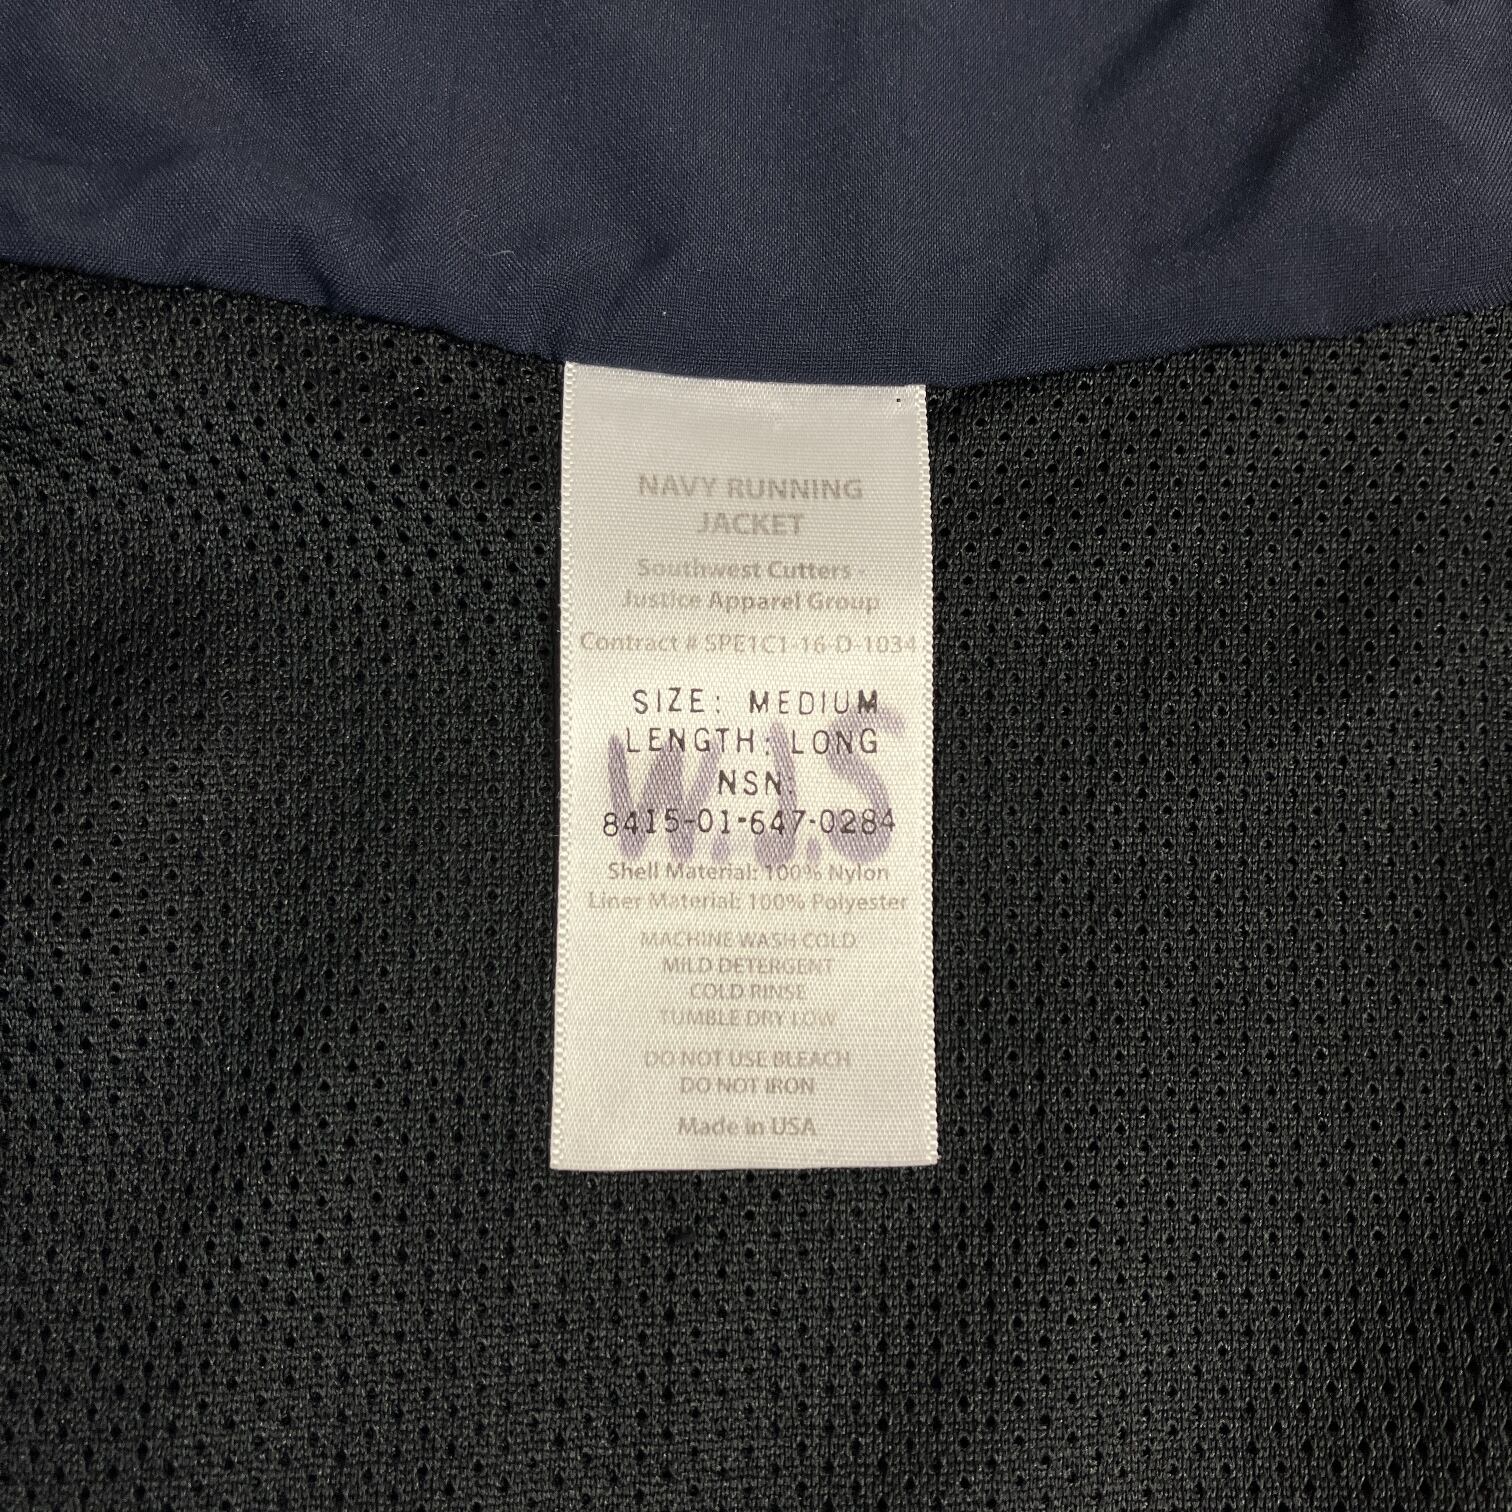 NAVY RUNNING
JACKET
Southwest Cutters -
Justice Apparel Group
Contract # SPE1C1-16-D-1034
SIZE: MEDIUM
LENGTH: LONG
W.J.S
NSN.
8415-01-647-0284
Shell Material: 100% Nylon
Liner Material: 100% Polyester
MACHINE WASH COLD
MILD DETERGENT
COLD RINSE
TUMBLE DRY LOW
DO NOT USE BLEACH
DO NOT IRON
Made in USA